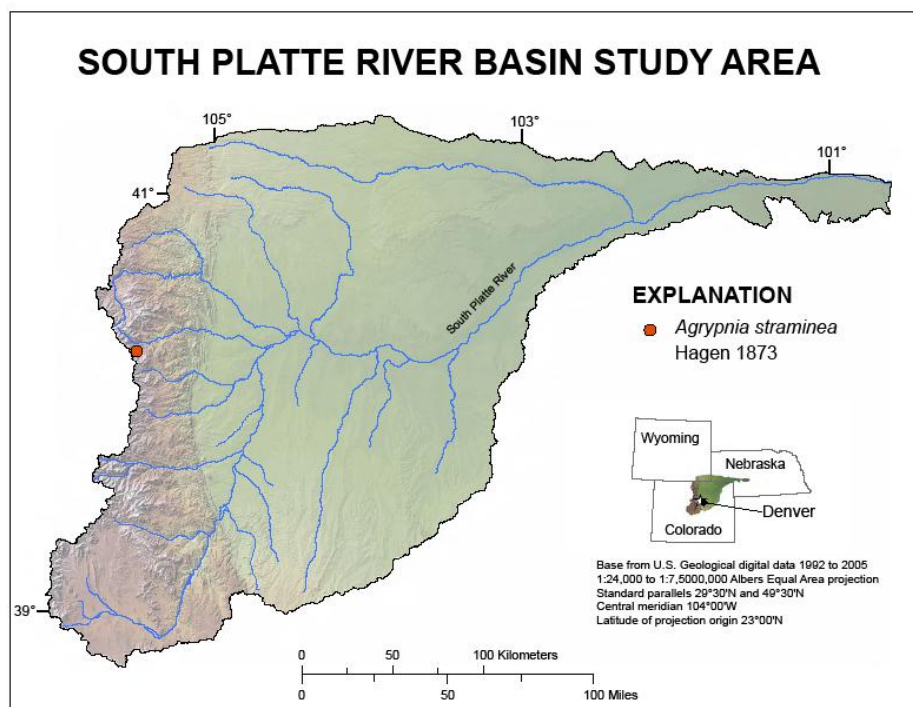 SOUTH PLATTE RIVER BASIN STUDY AREA
105°
103°
101°
41°
South Platte River
EXPLANATION
Agrypnia straminea
Hagen 1873
Wyoming
Nebraska
Denver
Colorado
Base from U.S. Geological digital data 1992 to 2005
1:24,000 to 1:7,5000,000 Albers Equal Area projection
Standard parallels 29°30'N and 49°30'N
Central meridian 104°00'W
Latitude of projection origin 23°00'N
39°
0 50 100 Kilometers
0 50 100 Miles